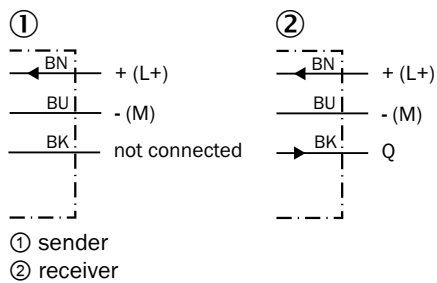 ①
BN + (L+)
BU - (M)
BK not connected
②
BN + (L+)
BU - (M)
BK Q
① sender
② receiver